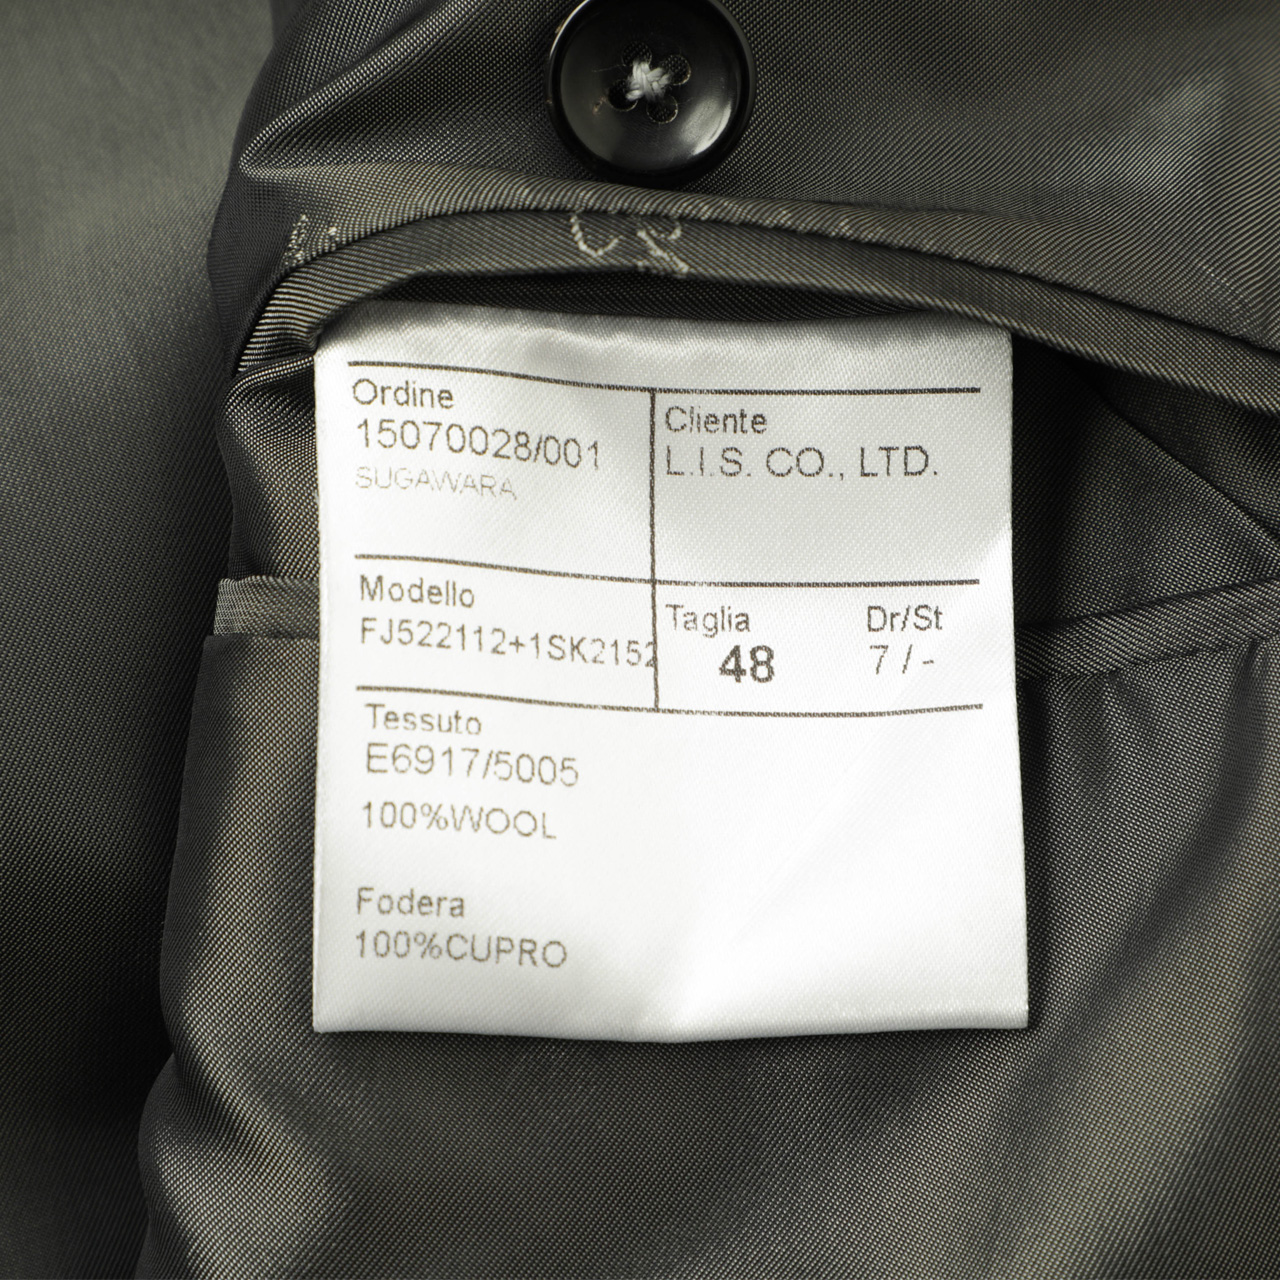 Ordine
15070028/001
SUGAWARA
Cliente
L.I.S. CO., LTD.
Modello
FJ522112+1SK2152
Taglia
48
Dr/St
7 / -
Tessuto
E6917/5005
100%WOOL
Fodera
100%CUPRO